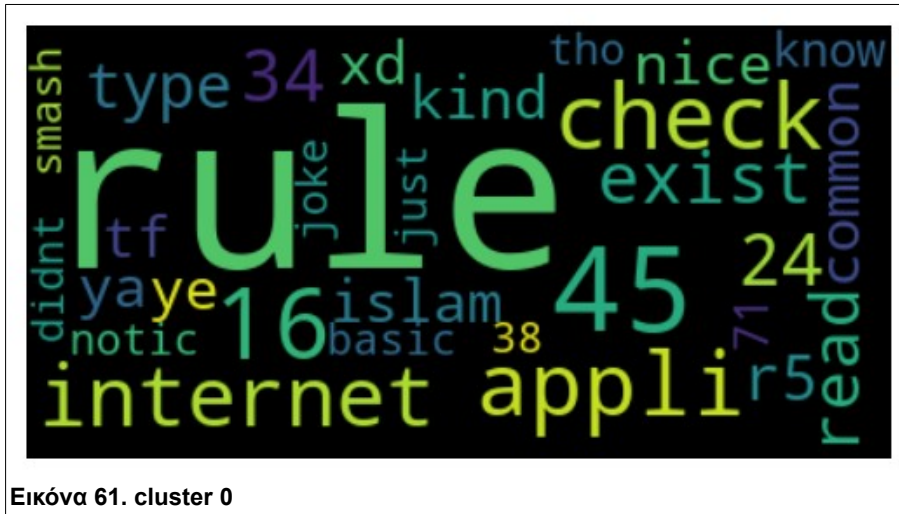 smash type 34 xd kind tho nice know
check common
rule joke just exist
didnt tf 24
ya ye 16 islam 45 71 read
notic basic 38
internet appli r5
Εικόνα 61. cluster 0